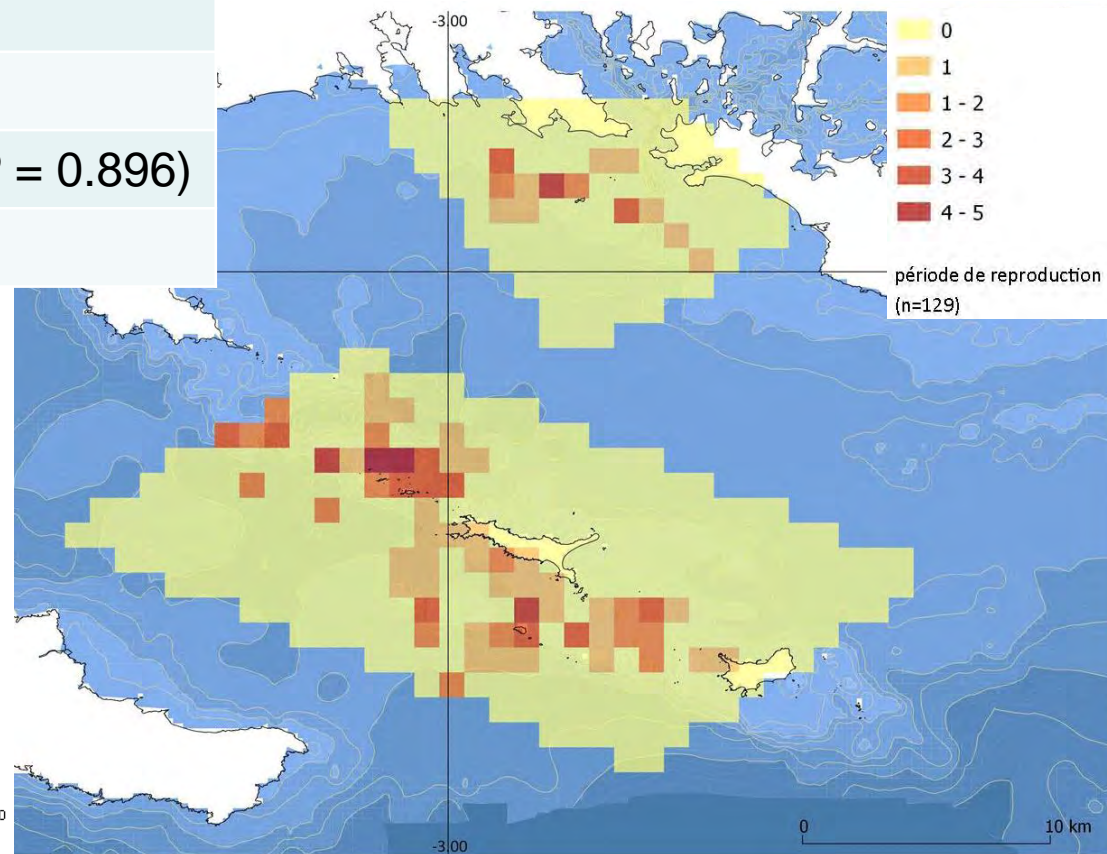 = 0.896)
-3.00
0
1
1 - 2
2 - 3
3 - 4
4 - 5
période de reproduction
(n=129)
0
10 km
-3.00